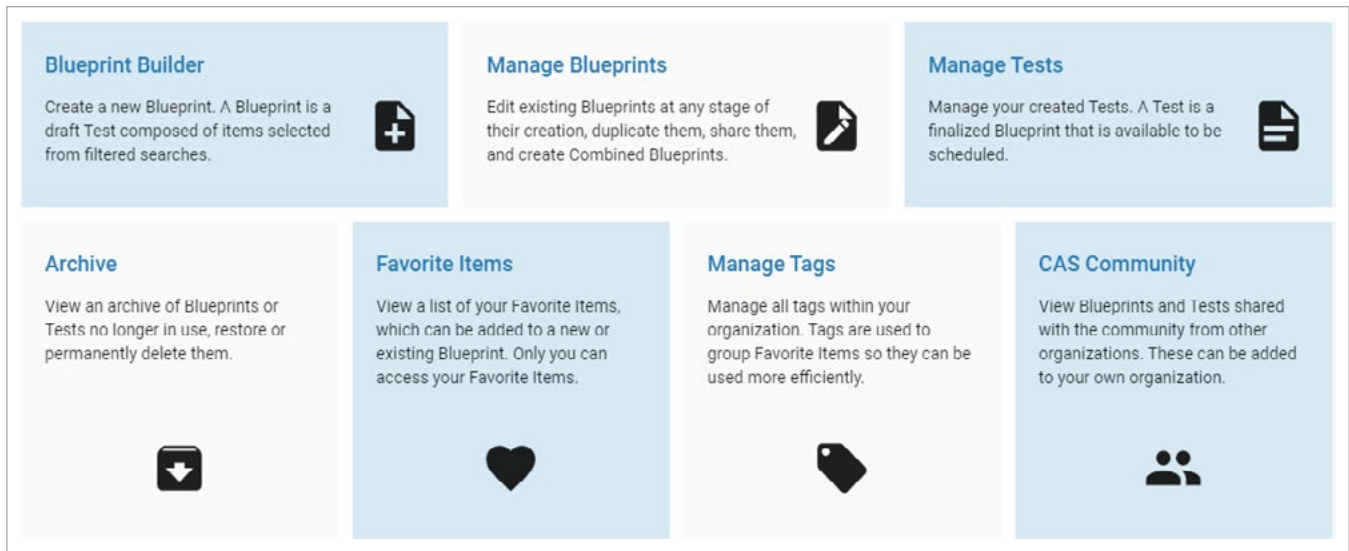 Blueprint Builder
Create a new Blueprint. A Blueprint is a
draft Test composed of items selected
from filtered searches.
Manage Blueprints
Edit existing Blueprints at any stage of
their creation, duplicate them, share them,
and create Combined Blueprints.
Manage Tests
Manage your created Tests. A Test is a
finalized Blueprint that is available to be
scheduled.
Archive
View an archive of Blueprints or
Tests no longer in use, restore or
permanently delete them.
Favorite Items
View a list of your Favorite Items,
which can be added to a new or
existing Blueprint. Only you can
access your Favorite Items.
Manage Tags
Manage all tags within your
organization. Tags are used to
group Favorite Items so they can be
used more efficiently.
CAS Community
View Blueprints and Tests shared
with the community from other
organizations. These can be added
to your own organization.